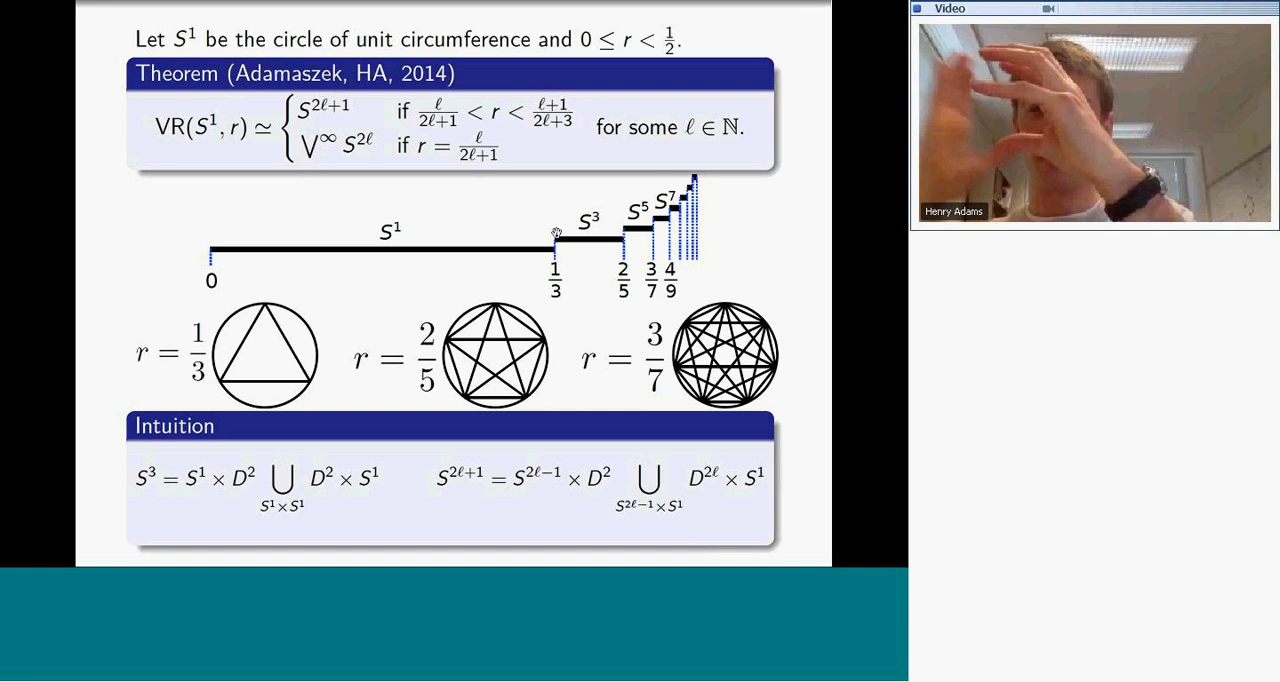 Let S¹ be the circle of unit circumference and 0 ≤ r < 1/2.
Theorem (Adamaszek, HA, 2014)
VR(S¹, r) ≃ { S^{2ℓ+1} if ℓ/(2ℓ+1) < r < (ℓ+1)/(2ℓ+3)
⋁^∞ S^{2ℓ} if r = ℓ/(2ℓ+1)
for some ℓ ∈ ℕ.
S¹ S³ S⁵ S⁷
0 1/3 2/5 3/7 4/9
r = 1/3 r = 2/5 r = 3/7
Intuition
S³ = S¹ × D² ⋃_{S¹×S¹} D² × S¹ S^{2ℓ+1} = S^{2ℓ−1} × D² ⋃_{S^{2ℓ−1}×S¹} D^{2ℓ} × S¹
Video
Henry Adams